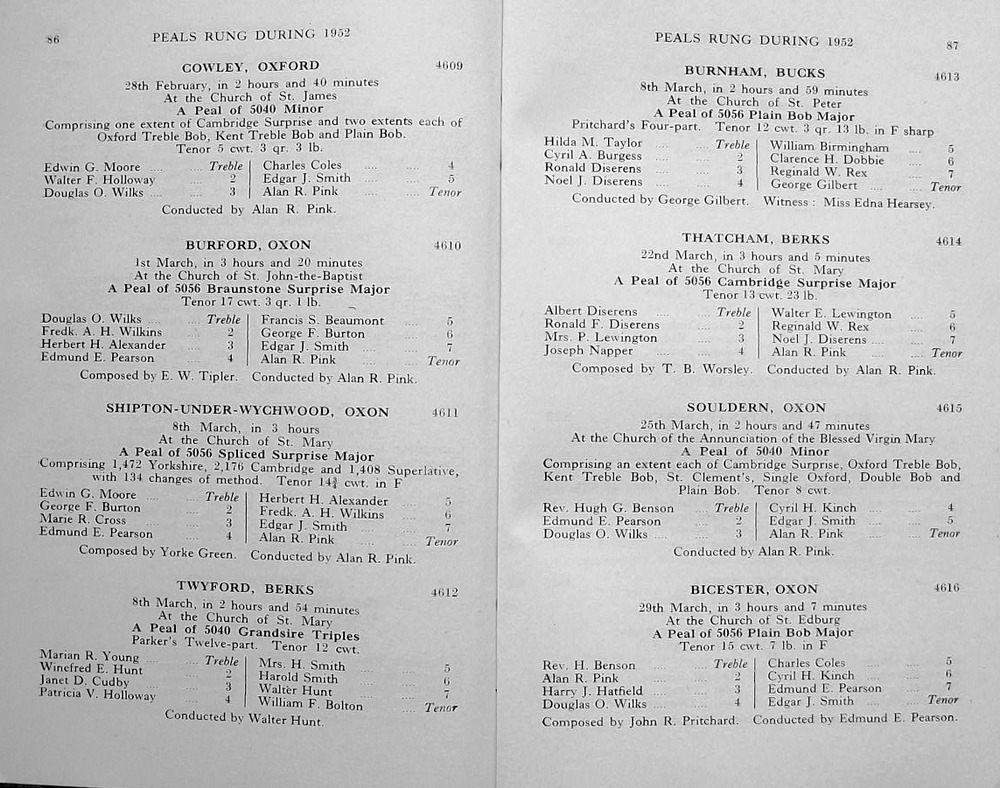 86 PEALS RUNG DURING 1952
COWLEY, OXFORD 4609
28th February, in 2 hours and 40 minutes
At the Church of St. James
A Peal of 5040 Minor
Comprising one extent of Cambridge Surprise and two extents each of
Oxford Treble Bob, Kent Treble Bob and Plain Bob.
Tenor 5 cwt. 3 qr. 3 lb.
Edwin G. Moore .... Treble Charles Coles .... .... 4
Walter F. Holloway .... 2 Edgar J. Smith .... .... 5
Douglas O. Wilks .... .... 3 Alan R. Pink .... .... Tenor
Conducted by Alan R. Pink.
BURFORD, OXON 4610
1st March, in 3 hours and 20 minutes
At the Church of St. John-the-Baptist
A Peal of 5056 Braunstone Surprise Major
Tenor 17 cwt. 3 qr. 1 lb.
Douglas O. Wilks .... .... Treble Francis S. Beaumont .... 5
Fredk. A. H. Wilkins .... 2 George F. Burton .... 6
Herbert H. Alexander .... 3 Edgar J. Smith .... .... 7
Edmund E. Pearson .... 4 Alan R. Pink .... .... Tenor
Composed by E. W. Tipler. Conducted by Alan R. Pink.
SHIPTON-UNDER-WYCHWOOD, OXON 4611
8th March, in 3 hours
At the Church of St. Mary
A Peal of 5056 Spliced Surprise Major
Comprising 1,472 Yorkshire, 2,176 Cambridge and 1,408 Superlative,
with 134 changes of method. Tenor 14¾ cwt. in F
Edwin G. Moore .... .... Treble Herbert H. Alexander .... 5
George F. Burton .... 2 Fredk. A. H. Wilkins .... 6
Marie R. Cross .... .... 3 Edgar J. Smith .... .... 7
Edmund E. Pearson .... 4 Alan R. Pink .... .... Tenor
Composed by Yorke Green. Conducted by Alan R. Pink.
TWYFORD, BERKS 4612
8th March, in 2 hours and 54 minutes
At the Church of St. Mary
A Peal of 5040 Grandsire Triples
Parker's Twelve-part. Tenor 12 cwt.
Marian R. Young .... .... Treble Mrs. H. Smith .... .... 5
Winefred E. Hunt .... 2 Harold Smith .... .... 6
Janet D. Cudby .... .... 3 Walter Hunt .... .... 7
Patricia V. Holloway .... 4 William F. Bolton .... Tenor
Conducted by Walter Hunt.
PEALS RUNG DURING 1952 87
BURNHAM, BUCKS 4613
8th March, in 2 hours and 59 minutes
At the Church of St. Peter
A Peal of 5056 Plain Bob Major
Pritchard's Four-part. Tenor 12 cwt. 3 qr. 13 lb. in F sharp
Hilda M. Taylor .... .... Treble William Birmingham .... 5
Cyril A. Burgess .... .... 2 Clarence H. Dobbie .... 6
Ronald Diserens .... .... 3 Reginald W. Rex .... 7
Noel J. Diserens .... .... 4 George Gilbert .... .... Tenor
Conducted by George Gilbert. Witness : Miss Edna Hearsey.
THATCHAM, BERKS 4614
22nd March, in 3 hours and 5 minutes
At the Church of St. Mary
A Peal of 5056 Cambridge Surprise Major
Tenor 13 cwt. 23 lb.
Albert Diserens .... .... Treble Walter E. Lewington .... 5
Ronald F. Diserens .... 2 Reginald W. Rex .... 6
Mrs. P. Lewington .... 3 Noel J. Diserens .... .... 7
Joseph Napper .... .... 4 Alan R. Pink .... .... Tenor
Composed by T. B. Worsley. Conducted by Alan R. Pink.
SOULDERN, OXON 4615
25th March, in 2 hours and 47 minutes
At the Church of the Annunciation of the Blessed Virgin Mary
A Peal of 5040 Minor
Comprising an extent each of Cambridge Surprise, Oxford Treble Bob,
Kent Treble Bob, St. Clement's, Single Oxford, Double Bob and
Plain Bob. Tenor 8 cwt.
Rev. Hugh G. Benson .... Treble Cyril H. Kinch .... .... 4
Edmund E. Pearson .... 2 Edgar J. Smith .... .... 5
Douglas O. Wilks .... .... 3 Alan R. Pink .... .... Tenor
Conducted by Alan R. Pink.
BICESTER, OXON 4616
29th March, in 3 hours and 7 minutes
At the Church of St. Edburg
A Peal of 5056 Plain Bob Major
Tenor 15 cwt. 7 lb. in F
Rev. H. Benson .... .... Treble Charles Coles .... .... 5
Alan R. Pink .... .... 2 Cyril H. Kinch .... .... 6
Harry J. Hatfield .... .... 3 Edmund E. Pearson .... 7
Douglas O. Wilks .... .... 4 Edgar J. Smith .... .... Tenor
Composed by John R. Pritchard. Conducted by Edmund E. Pearson.